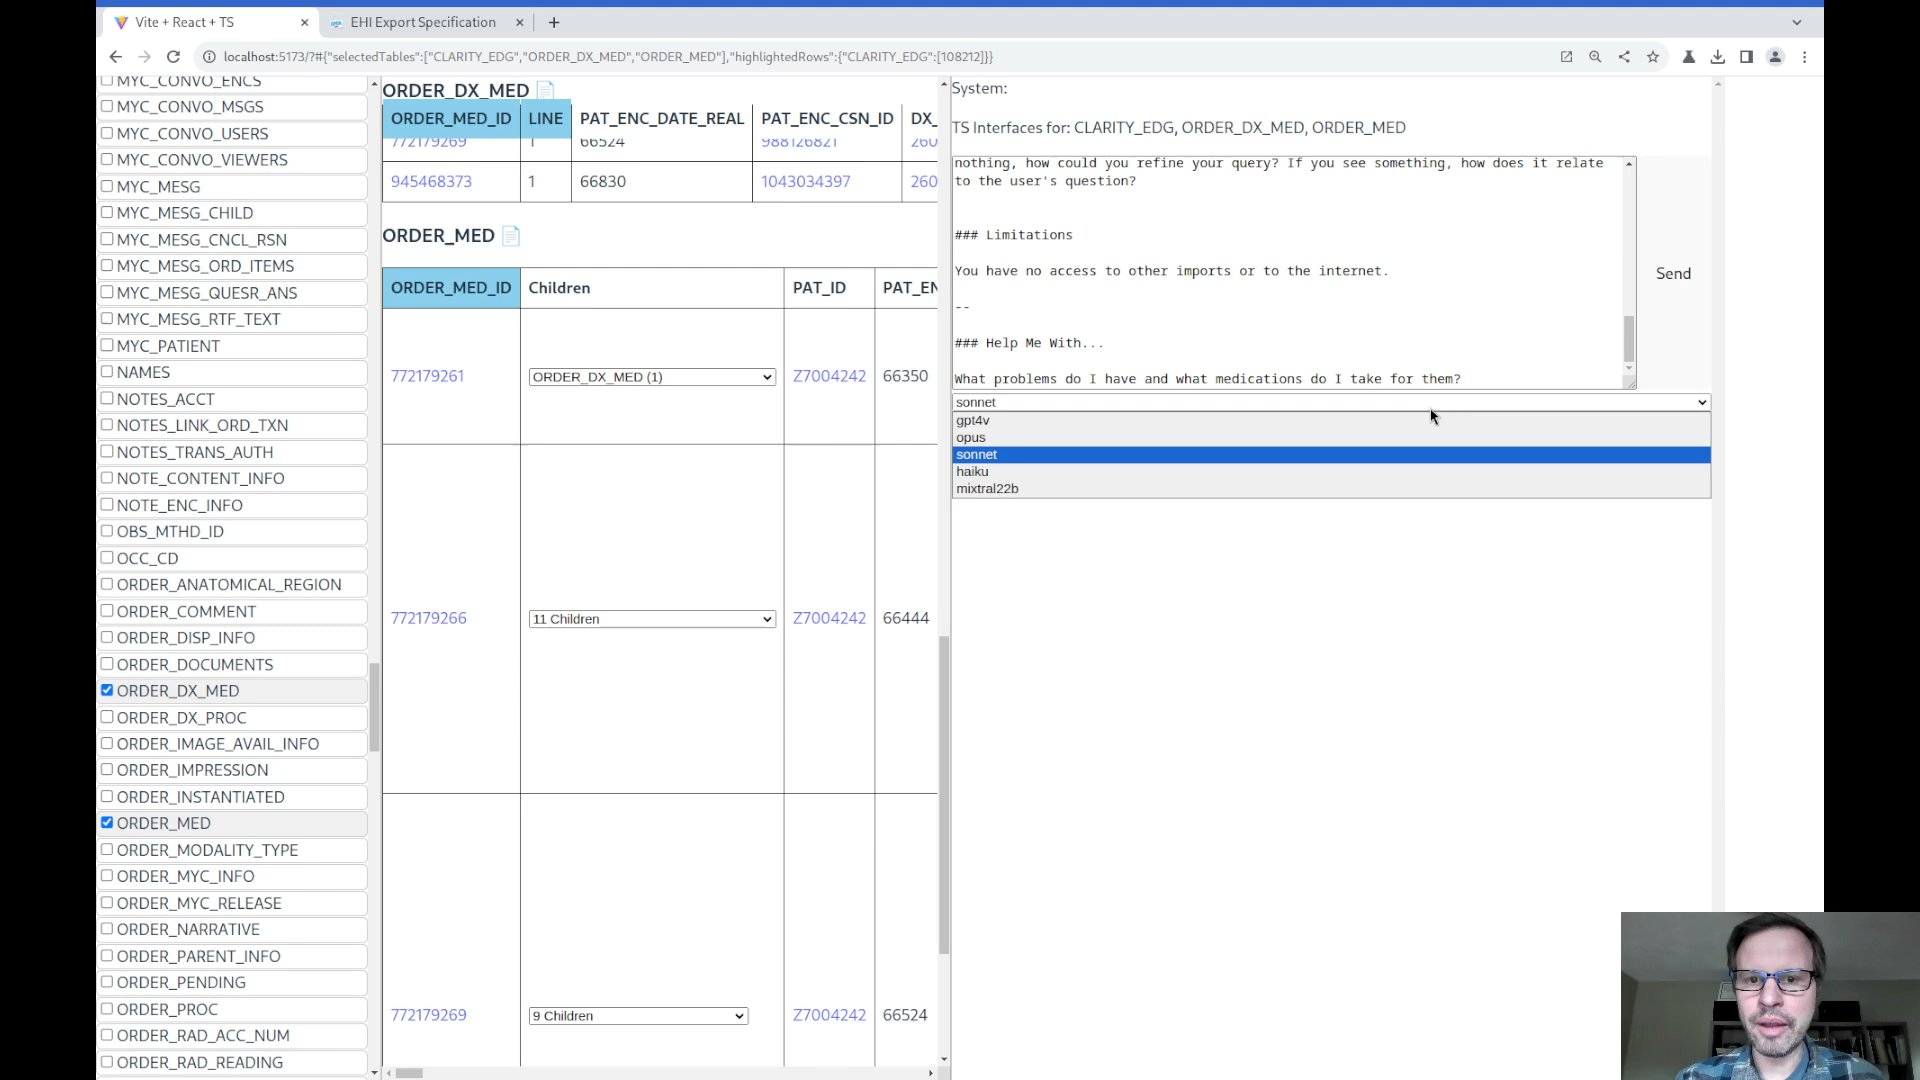 Vite + React + TS
EHI Export Specification
localhost:5173/?#{"selectedTables":["CLARITY_EDG","ORDER_DX_MED","ORDER_MED"],"highlightedRows":{"CLARITY_EDG":[108212]}}
MYC_CONVO_ENCS
MYC_CONVO_MSGS
MYC_CONVO_USERS
MYC_CONVO_VIEWERS
MYC_MESG
MYC_MESG_CHILD
MYC_MESG_CNCL_RSN
MYC_MESG_ORD_ITEMS
MYC_MESG_QUESR_ANS
MYC_MESG_RTF_TEXT
MYC_PATIENT
NAMES
NOTES_ACCT
NOTES_LINK_ORD_TXN
NOTES_TRANS_AUTH
NOTE_CONTENT_INFO
NOTE_ENC_INFO
OBS_MTHD_ID
OCC_CD
ORDER_ANATOMICAL_REGION
ORDER_COMMENT
ORDER_DISP_INFO
ORDER_DOCUMENTS
ORDER_DX_MED
ORDER_DX_PROC
ORDER_IMAGE_AVAIL_INFO
ORDER_IMPRESSION
ORDER_INSTANTIATED
ORDER_MED
ORDER_MODALITY_TYPE
ORDER_MYC_INFO
ORDER_MYC_RELEASE
ORDER_NARRATIVE
ORDER_PARENT_INFO
ORDER_PENDING
ORDER_PROC
ORDER_RAD_ACC_NUM
ORDER_RAD_READING
ORDER_DX_MED
ORDER_MED_ID LINE PAT_ENC_DATE_REAL PAT_ENC_CSN_ID DX_
772179269 1 66524 988126821 260
945468373 1 66830 1043034397 260
ORDER_MED
ORDER_MED_ID Children PAT_ID PAT_EN
772179261 ORDER_DX_MED (1) Z7004242 66350
772179266 11 Children Z7004242 66444
772179269 9 Children Z7004242 66524
System:
TS Interfaces for: CLARITY_EDG, ORDER_DX_MED, ORDER_MED
nothing, how could you refine your query? If you see something, how does it relate
to the user's question?
### Limitations
You have no access to other imports or to the internet.
--
### Help Me With...
What problems do I have and what medications do I take for them?
Send
sonnet
gpt4v
opus
sonnet
haiku
mixtral22b